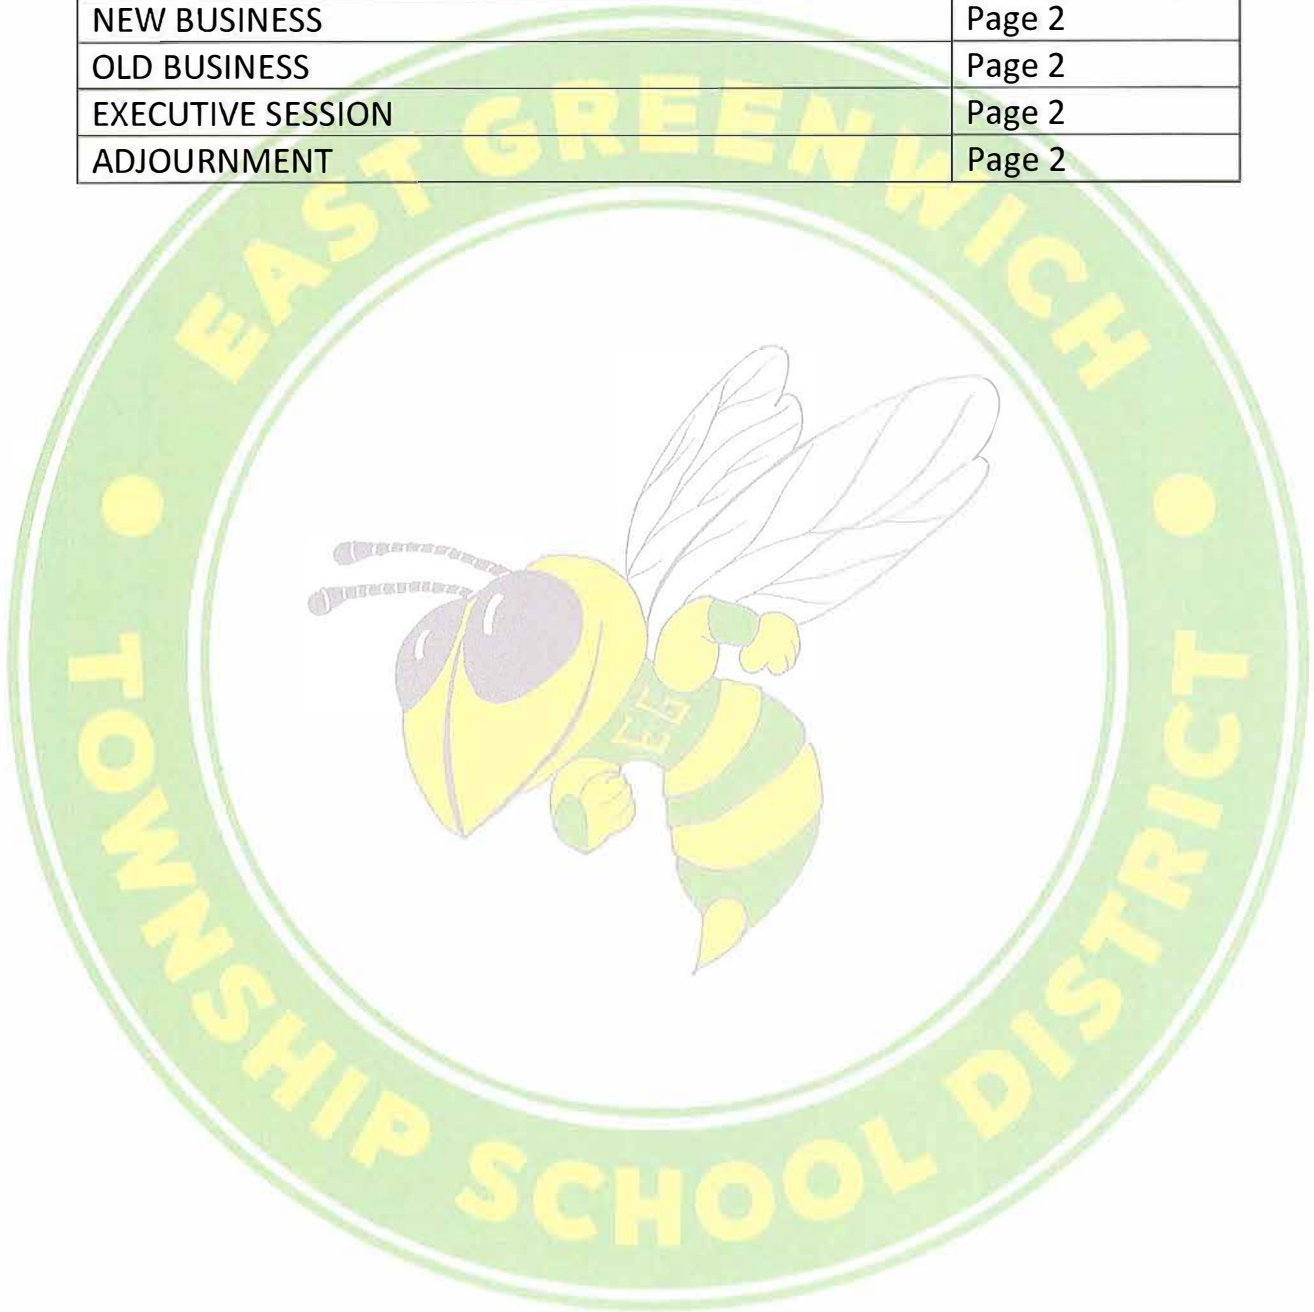 NEW BUSINESS Page 2
OLD BUSINESS Page 2
EXECUTIVE SESSION Page 2
ADJOURNMENT Page 2
EAST GREENWICH
TOWNSHIP SCHOOL DISTRICT
EG